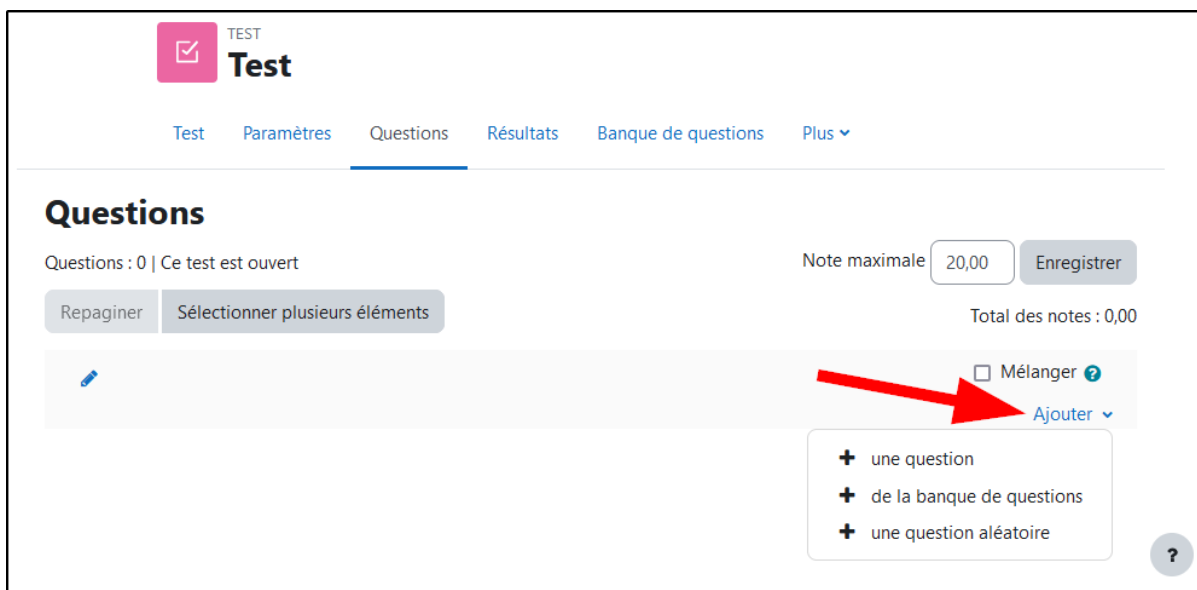 TEST
Test
Test Paramètres Questions Résultats Banque de questions Plus
Questions
Questions : 0 | Ce test est ouvert
Note maximale 20,00 Enregistrer
Repaginer Sélectionner plusieurs éléments
Total des notes : 0,00
Mélanger ?
Ajouter
+ une question
+ de la banque de questions
+ une question aléatoire
?